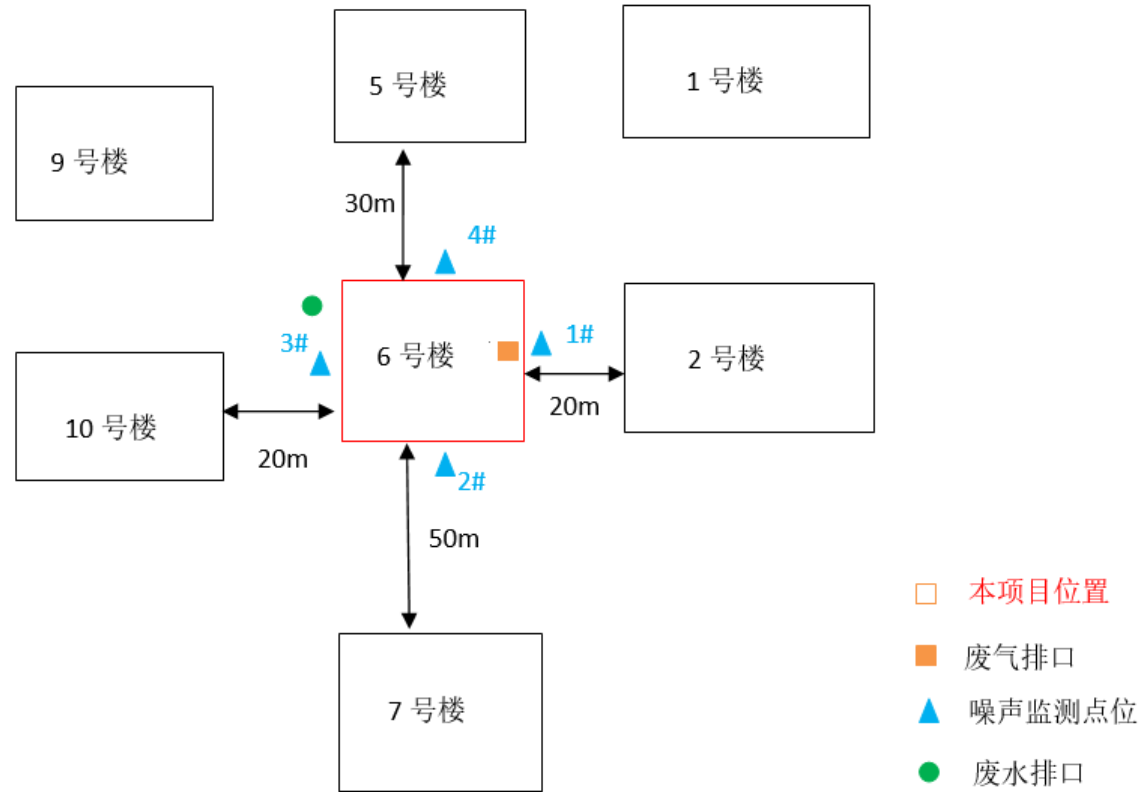 5 号楼
1 号楼
9 号楼
30m
4#
3#
6 号楼
1#
2 号楼
10 号楼
20m
20m
2#
50m
7 号楼
本项目位置
废气排口
噪声监测点位
废水排口